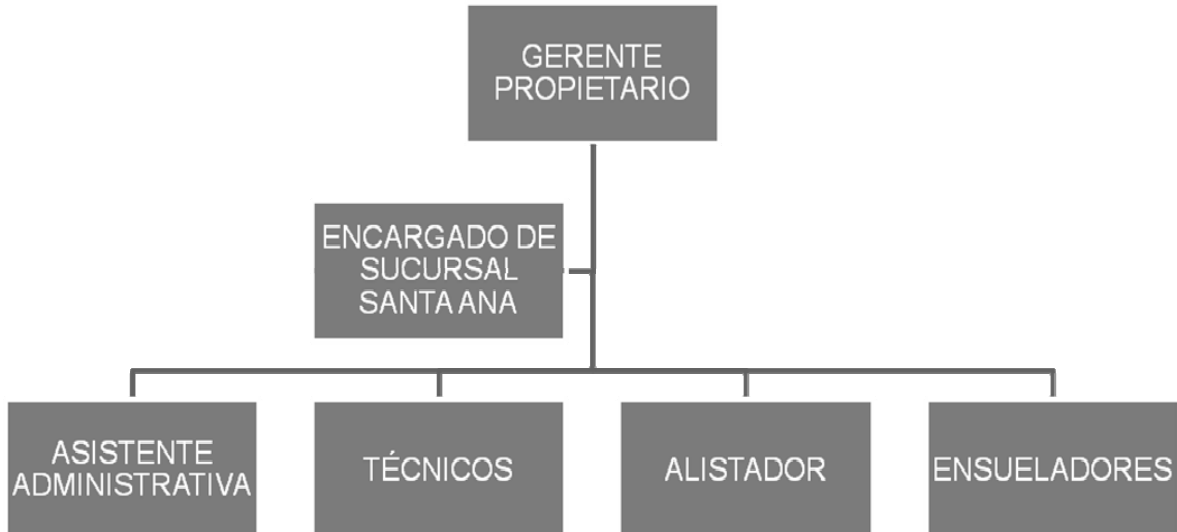 GERENTE
PROPIETARIO
ENCARGADO DE
SUCURSAL
SANTA ANA
ASISTENTE
ADMINISTRATIVA
TÉCNICOS
ALISTADOR
ENSUELADORES